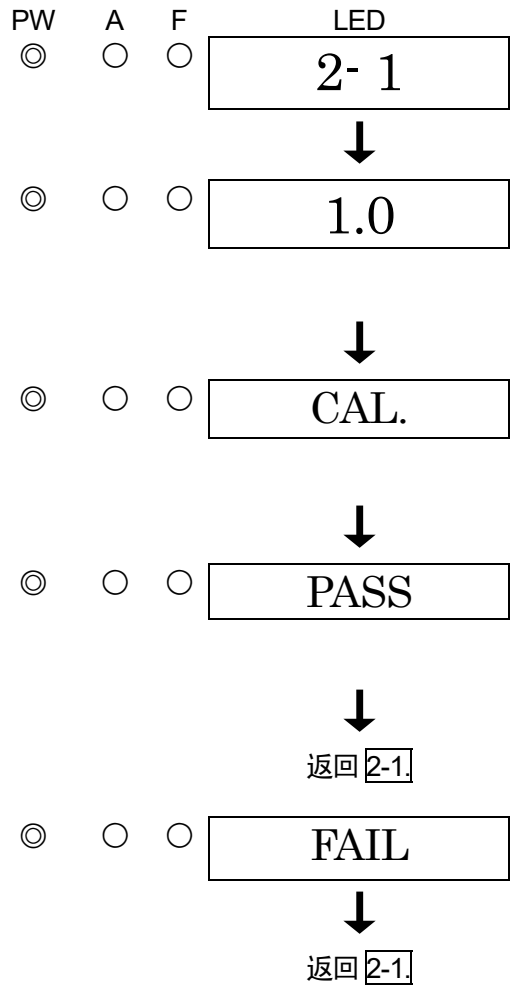 PW A F LED
◎ ○ ○ 2- 1
◎ ○ ○ 1.0
◎ ○ ○ CAL.
◎ ○ ○ PASS
返回 2-1.
◎ ○ ○ FAIL
返回 2-1.